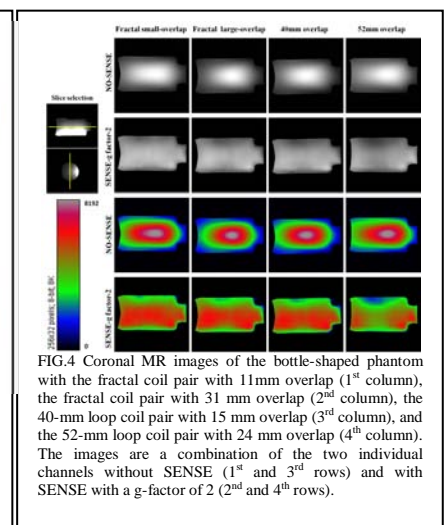 Fractal small-overlap Fractal large-overlap 40mm overlap 52mm overlap
NO-SENSE
Slice selection
SENSE-g factor-2
8192
NO-SENSE
256x32 pixels; 8-bit; 8K
0
SENSE-g factor-2
FIG.4 Coronal MR images of the bottle-shaped phantom
with the fractal coil pair with 11mm overlap (1st column),
the fractal coil pair with 31 mm overlap (2nd column), the
40-mm loop coil pair with 15 mm overlap (3rd column), and
the 52-mm loop coil pair with 24 mm overlap (4th column).
The images are a combination of the two individual
channels without SENSE (1st and 3rd rows) and with
SENSE with a g-factor of 2 (2nd and 4th rows).